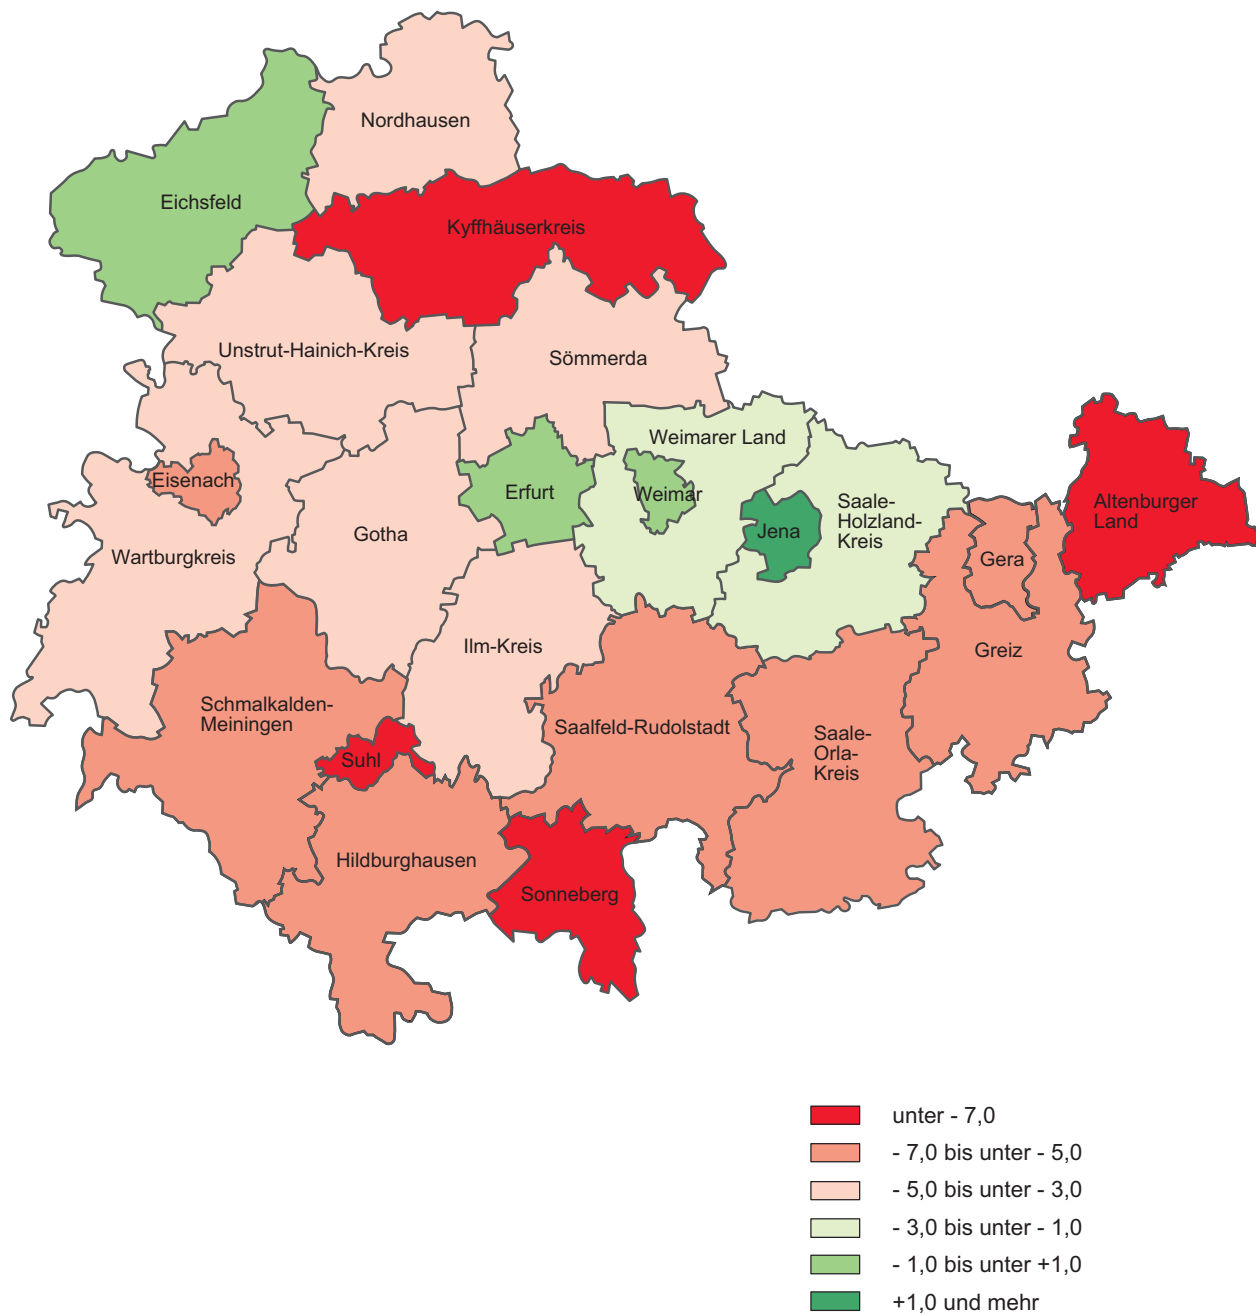 Nordhausen
Eichsfeld
Kyffhäuserkreis
Unstrut-Hainich-Kreis
Sömmerda
Weimarer Land
Eisenach
Erfurt
Weimar
Saale-
Holzland-
Kreis
Altenburger
Land
Jena
Gotha
Wartburgkreis
Gera
Ilm-Kreis
Greiz
Schmalkalden-
Meiningen
Saalfeld-Rudolstadt
Saale-
Orla-
Kreis
Suhl
Hildburghausen
Sonneberg
unter - 7,0
- 7,0 bis unter - 5,0
- 5,0 bis unter - 3,0
- 3,0 bis unter - 1,0
- 1,0 bis unter +1,0
+1,0 und mehr